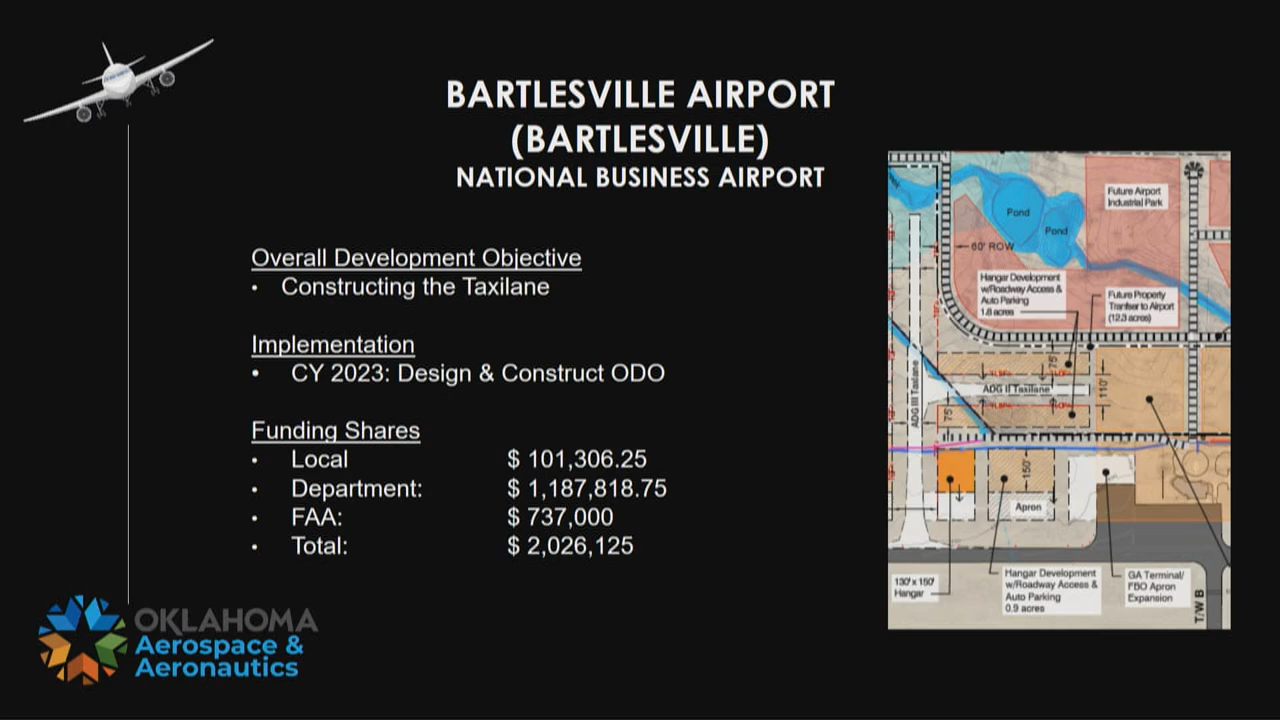 BARTLESVILLE AIRPORT
(BARTLESVILLE)
NATIONAL BUSINESS AIRPORT
Overall Development Objective
• Constructing the Taxilane
Implementation
• CY 2023: Design & Construct ODO
Funding Shares
• Local $ 101,306.25
• Department: $ 1,187,818.75
• FAA: $ 737,000
• Total: $ 2,026,125
OKLAHOMA
Aerospace &
Aeronautics
Future Airport
Industrial Park
Pond
Pond
60' ROW
Hangar Development
w/Roadway Access &
Auto Parking
1.8 acres
Future Property
Tranfser to Airport
(12.3 acres)
75'
ADG II Taxilane
110'
ADG III Taxilane
75'
150'
Apron
130' x 150'
Hangar
Hangar Development
w/Roadway Access &
Auto Parking
0.9 acres
GA Terminal/
FBO Apron
Expansion
T/W B